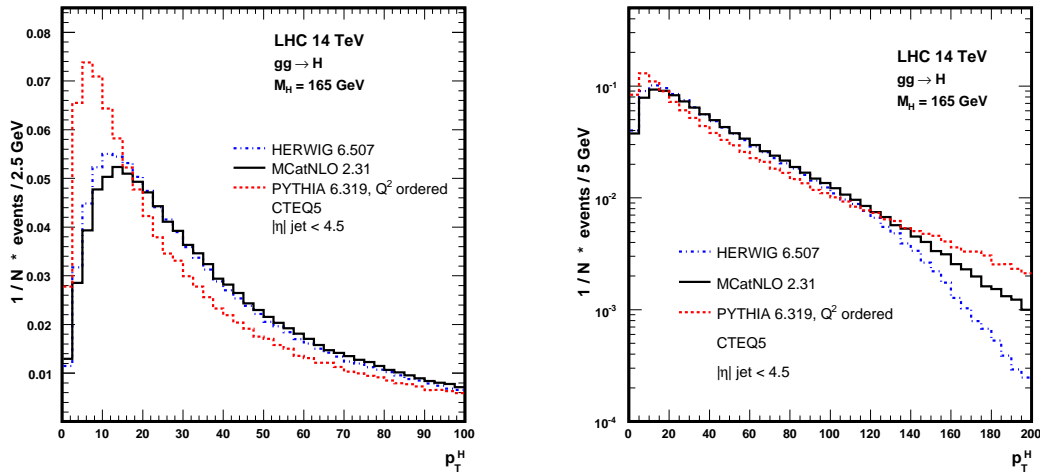 1 / N * events / 2.5 GeV
0.08
0.07
0.06
0.05
0.04
0.03
0.02
0.01
LHC 14 TeV
gg → H
M_H = 165 GeV
HERWIG 6.507
MCatNLO 2.31
PYTHIA 6.319, Q² ordered
CTEQ5
|η| jet < 4.5
0 10 20 30 40 50 60 70 80 90 100
p_T^H
1 / N * events / 5 GeV
10⁻¹
10⁻²
10⁻³
10⁻⁴
LHC 14 TeV
gg → H
M_H = 165 GeV
HERWIG 6.507
MCatNLO 2.31
PYTHIA 6.319, Q² ordered
CTEQ5
|η| jet < 4.5
0 20 40 60 80 100 120 140 160 180 200
p_T^H